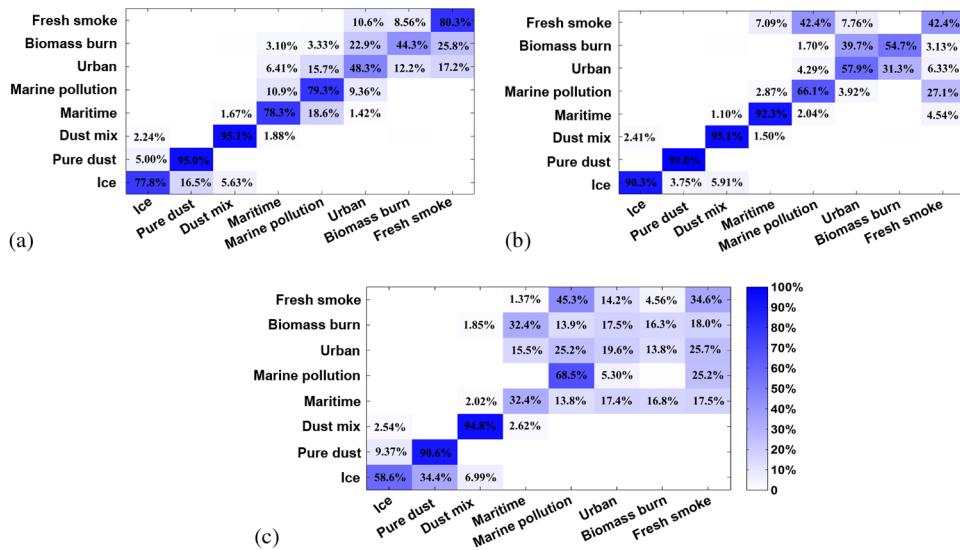 Fresh smoke 10.6% 8.56% 80.3%
Biomass burn 3.10% 3.33% 22.9% 44.3% 25.8%
Urban 6.41% 15.7% 48.3% 12.2% 17.2%
Marine pollution 10.9% 79.3% 9.36%
Maritime 1.67% 78.3% 18.6% 1.42%
Dust mix 2.24% 95.1% 1.88%
Pure dust 5.00% 95.0%
Ice 77.8% 16.5% 5.63%
Ice Pure dust Dust mix Maritime Marine pollution Urban Biomass burn Fresh smoke
(a)
Fresh smoke 7.09% 42.4% 7.76% 42.4%
Biomass burn 1.70% 39.7% 54.7% 3.13%
Urban 4.29% 57.9% 31.3% 6.33%
Marine pollution 2.87% 66.1% 3.92% 27.1%
Maritime 1.10% 92.3% 2.04% 4.54%
Dust mix 2.41% 95.1% 1.50%
Pure dust 99.0%
Ice 90.3% 3.75% 5.91%
Ice Pure dust Dust mix Maritime Marine pollution Urban Biomass burn Fresh smoke
(b)
Fresh smoke 1.37% 45.3% 14.2% 4.56% 34.6%
Biomass burn 1.85% 32.4% 13.9% 17.5% 16.3% 18.0%
Urban 15.5% 25.2% 19.6% 13.8% 25.7%
Marine pollution 68.5% 5.30% 25.2%
Maritime 2.02% 32.4% 13.8% 17.4% 16.8% 17.5%
Dust mix 2.54% 94.8% 2.62%
Pure dust 9.37% 90.6%
Ice 58.6% 34.4% 6.99%
Ice Pure dust Dust mix Maritime Marine pollution Urban Biomass burn Fresh smoke
(c)
100%
90%
80%
70%
60%
50%
40%
30%
20%
10%
0